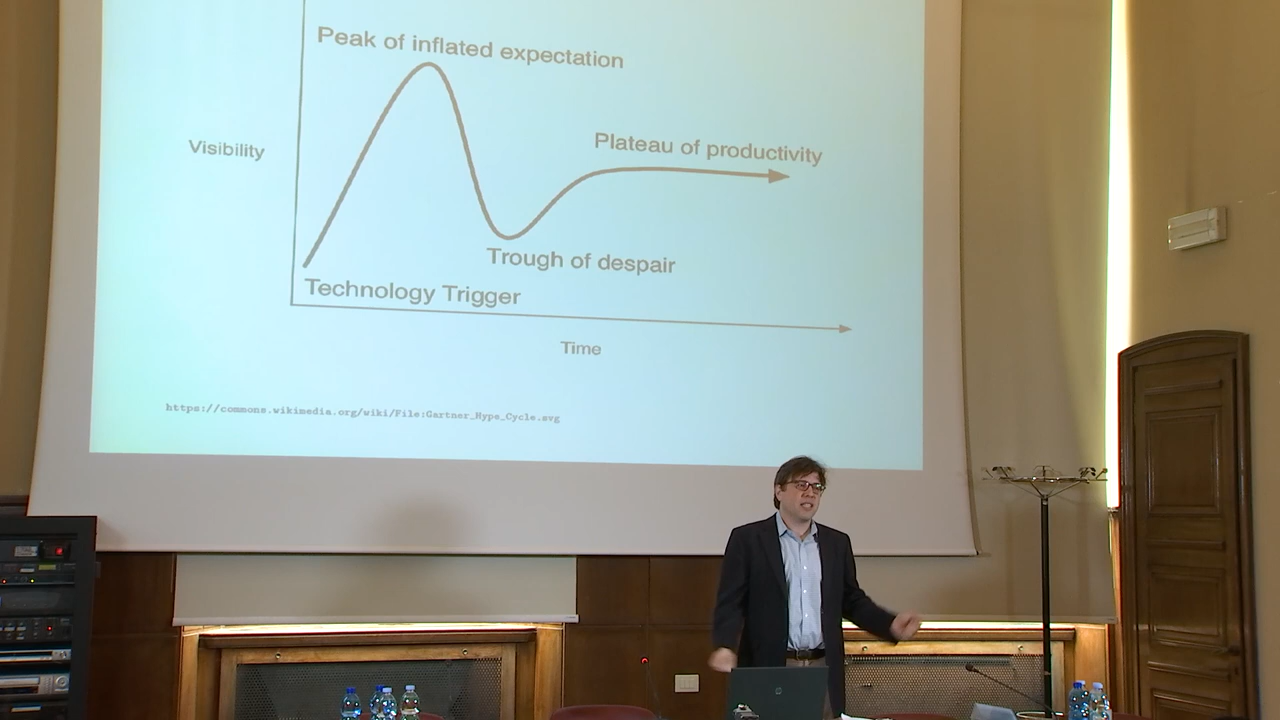 Peak of inflated expectation
Visibility
Plateau of productivity
Trough of despair
Technology Trigger
Time
https://commons.wikimedia.org/wiki/File:Gartner_Hype_Cycle.svg